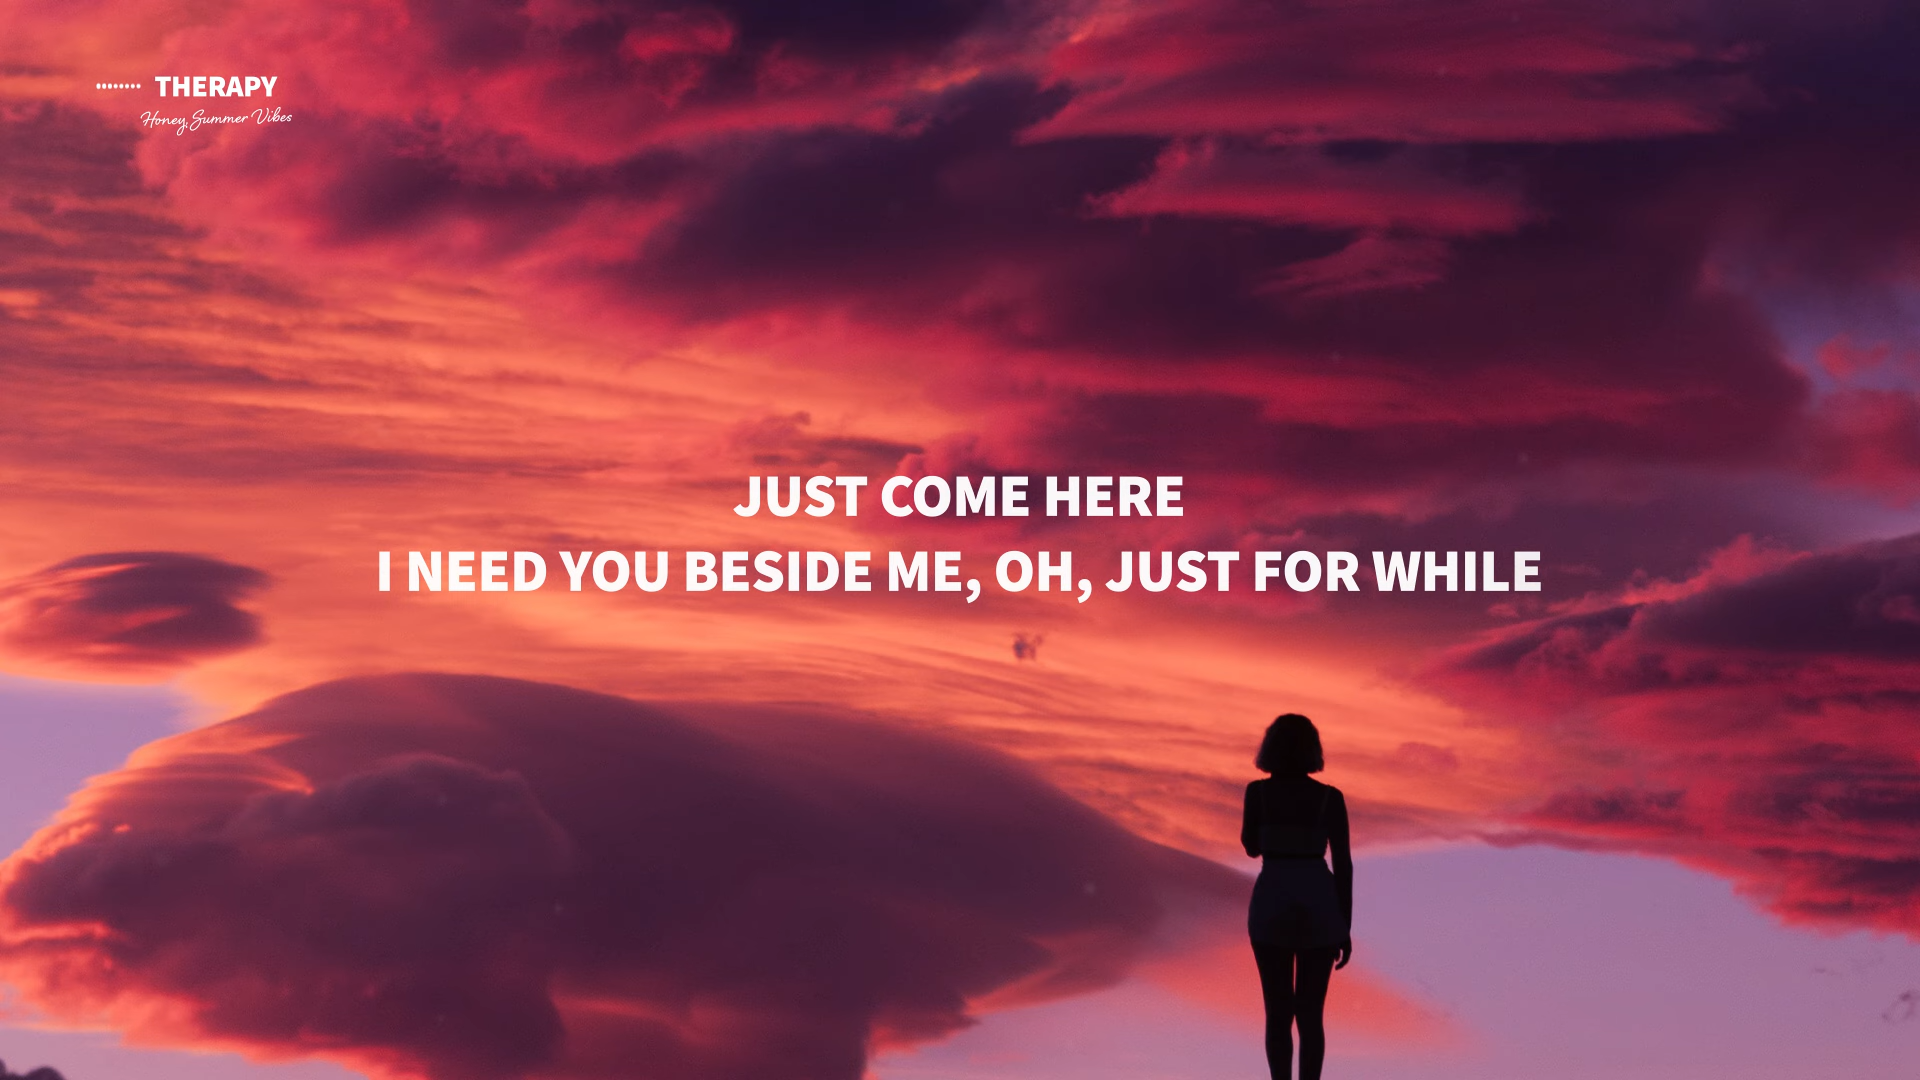 THERAPY
Honey, Summer Vibes
JUST COME HERE
I NEED YOU BESIDE ME, OH, JUST FOR WHILE